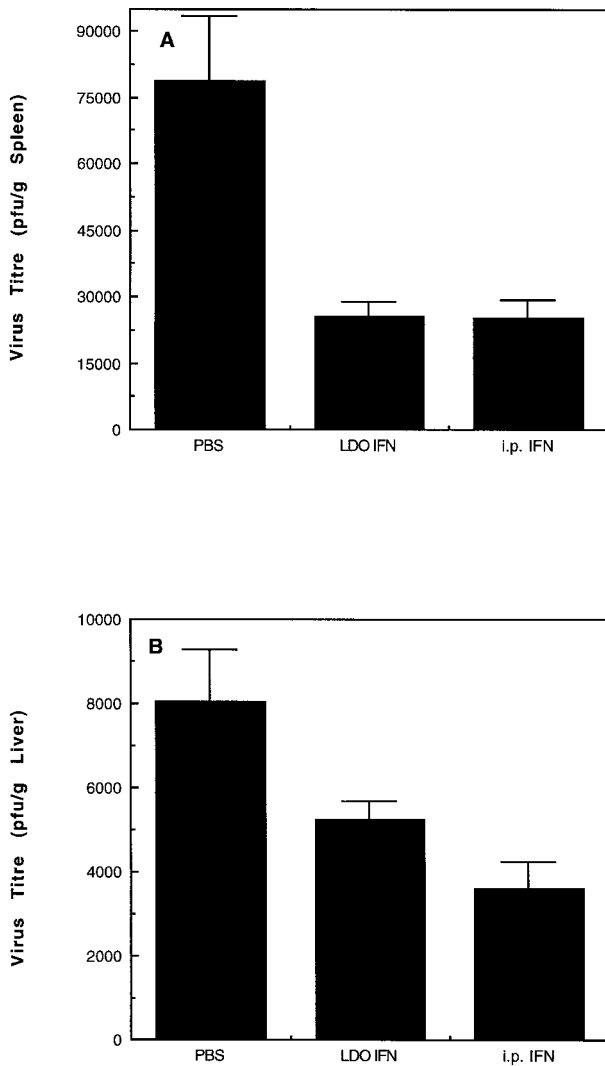 A
Virus Titre (pfu/g Spleen)
90000
75000
60000
45000
30000
15000
0
PBS
LDO IFN
i.p. IFN
B
Virus Titre (pfu/g Liver)
10000
8000
6000
4000
2000
0
PBS
LDO IFN
i.p. IFN